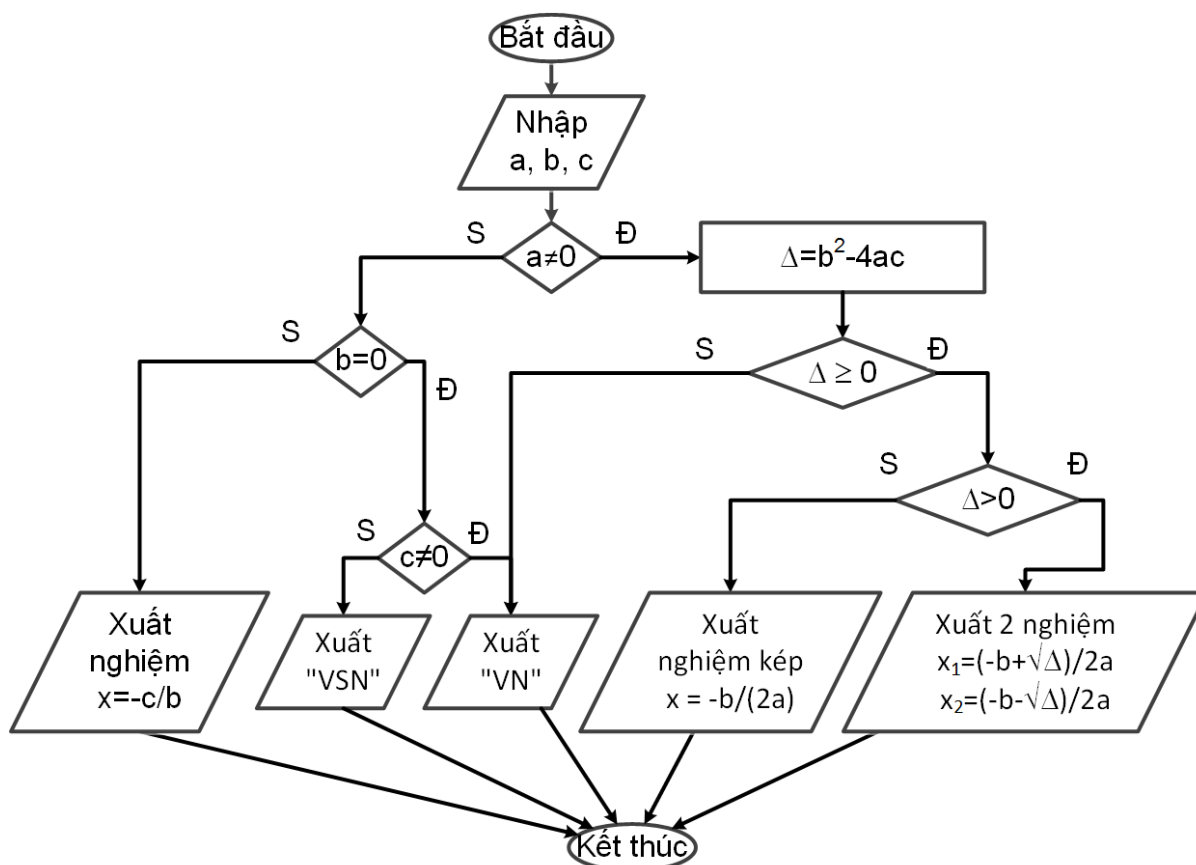 Bắt đầu
Nhập
a, b, c
S
Đ
a≠0
Δ=b²-4ac
S
b=0
Đ
S
Đ
Δ ≥ 0
S
Đ
Δ>0
S
Đ
c≠0
Xuất
nghiệm
x=-c/b
Xuất
"VSN"
Xuất
"VN"
Xuất
nghiệm kép
x = -b/(2a)
Xuất 2 nghiệm
x₁=(-b+√Δ)/2a
x₂=(-b-√Δ)/2a
Kết thúc